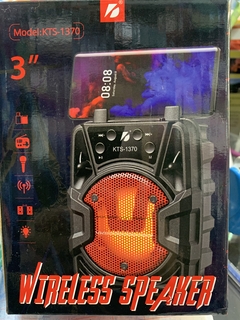 Model:KTS-1370
3"
08:08
KTS-1370
WIRELESS SPEAKER